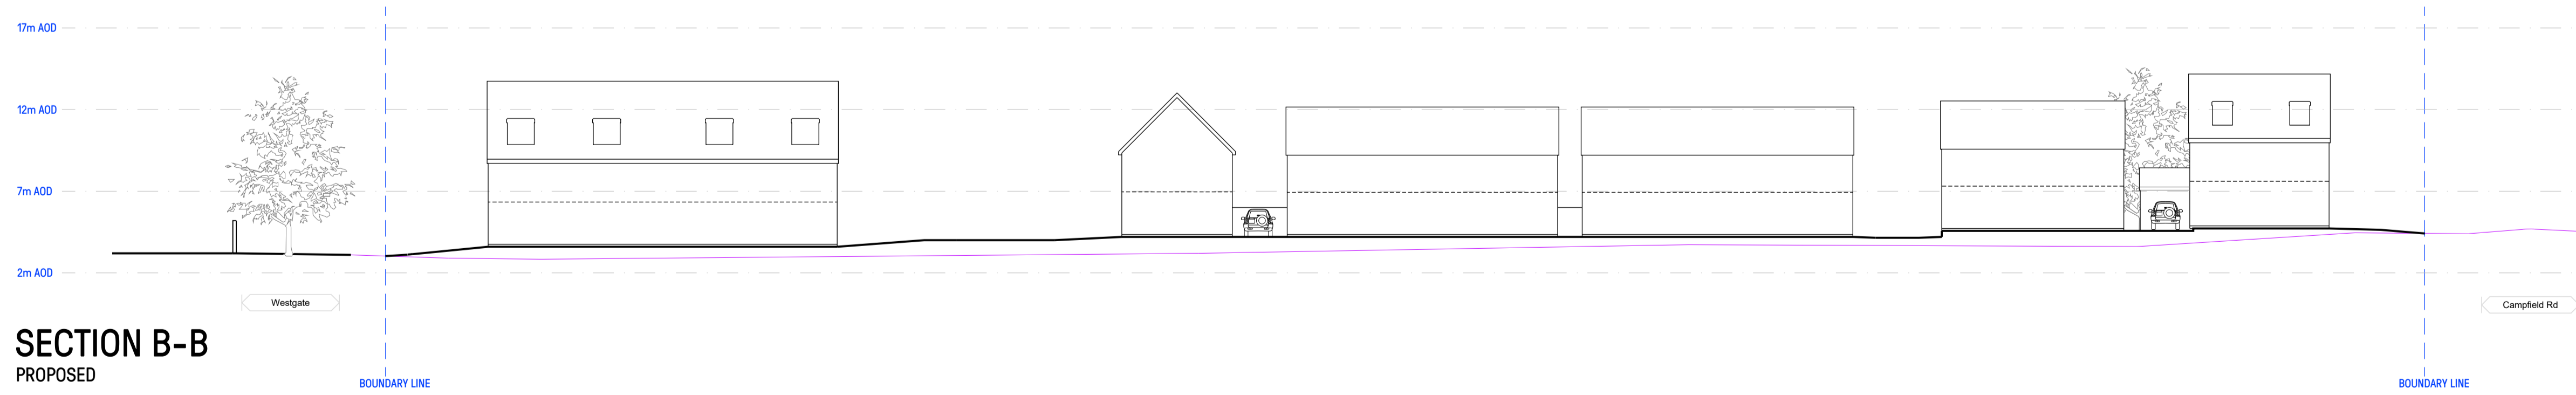 17m AOD
12m AOD
7m AOD
2m AOD
Westgate
Campfield Rd
SECTION B-B
PROPOSED
BOUNDARY LINE
BOUNDARY LINE